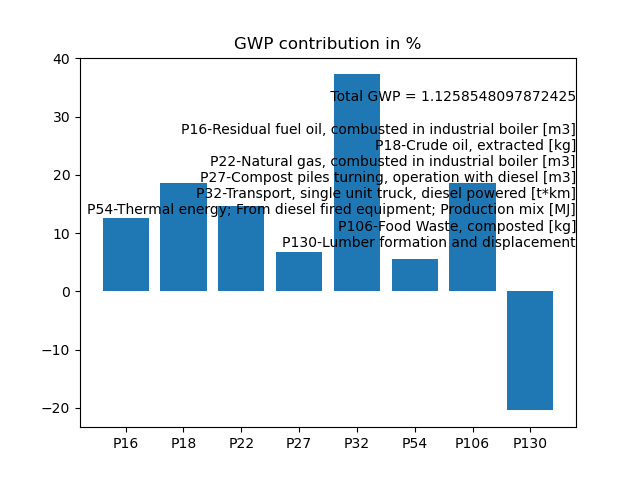 GWP contribution in %
40
30
20
10
0
−10
−20
Total GWP = 1.1258548097872425
P16-Residual fuel oil, combusted in industrial boiler [m3]
P18-Crude oil, extracted [kg]
P22-Natural gas, combusted in industrial boiler [m3]
P27-Compost piles turning, operation with diesel [m3]
P32-Transport, single unit truck, diesel powered [t*km]
P54-Thermal energy; From diesel fired equipment; Production mix [MJ]
P106-Food Waste, composted [kg]
P130-Lumber formation and displacement
P16 P18 P22 P27 P32 P54 P106 P130